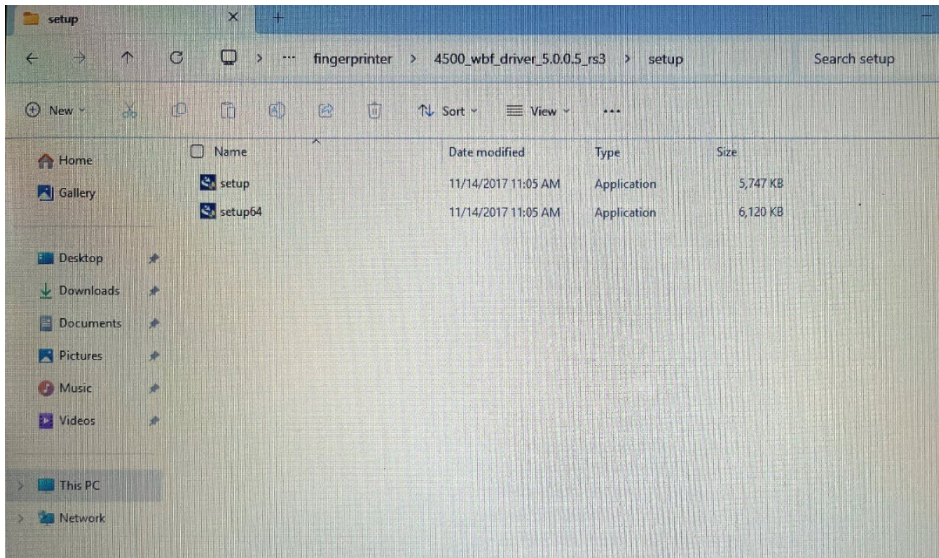 setup
fingerprinter > 4500_wbf_driver_5.0.0.5_rs3 > setup
Search setup
New
Sort
View
Name Date modified Type Size
Home
Gallery
setup 11/14/2017 11:05 AM Application 5,747 KB
setup64 11/14/2017 11:05 AM Application 6,120 KB
Desktop
Downloads
Documents
Pictures
Music
Videos
This PC
Network